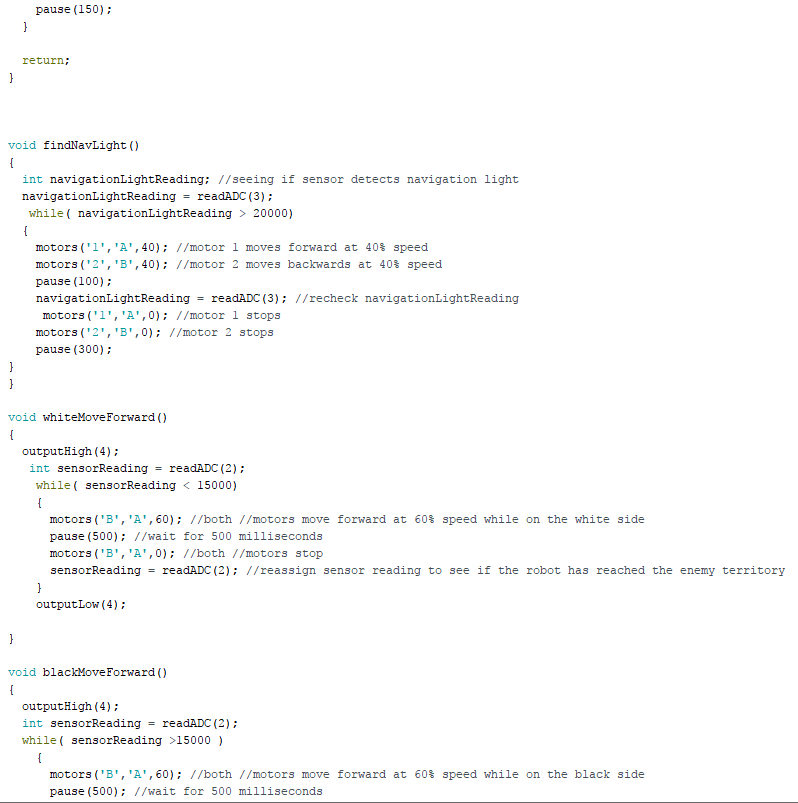 pause(150);
}
return;
}
void findNavLight()
{
int navigationLightReading; //seeing if sensor detects navigation light
navigationLightReading = readADC(3);
while( navigationLightReading > 20000)
{
motors('1','A',40); //motor 1 moves forward at 40% speed
motors('2','B',40); //motor 2 moves backwards at 40% speed
pause(100);
navigationLightReading = readADC(3); //recheck navigationLightReading
motors('1','A',0); //motor 1 stops
motors('2','B',0); //motor 2 stops
pause(300);
}
}
void whiteMoveForward()
{
outputHigh(4);
int sensorReading = readADC(2);
while( sensorReading < 15000)
{
motors('B','A',60); //both //motors move forward at 60% speed while on the white side
pause(500); //wait for 500 milliseconds
motors('B','A',0); //both //motors stop
sensorReading = readADC(2); //reassign sensor reading to see if the robot has reached the enemy territory
}
outputLow(4);
}
void blackMoveForward()
{
outputHigh(4);
int sensorReading = readADC(2);
while( sensorReading >15000 )
{
motors('B','A',60); //both //motors move forward at 60% speed while on the black side
pause(500); //wait for 500 milliseconds